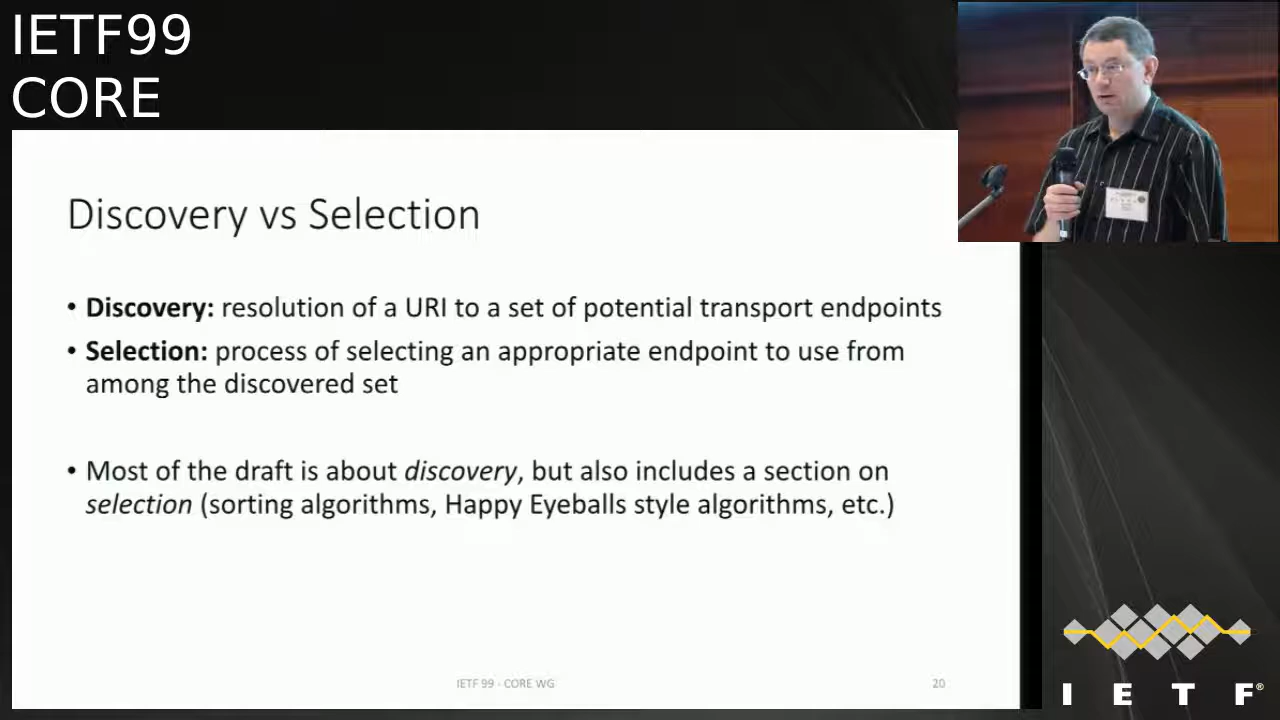 IETF99
CORE
Discovery vs Selection
• Discovery: resolution of a URI to a set of potential transport endpoints
• Selection: process of selecting an appropriate endpoint to use from
among the discovered set
• Most of the draft is about discovery, but also includes a section on
selection (sorting algorithms, Happy Eyeballs style algorithms, etc.)
IETF 99 - CORE WG
20
I E T F®